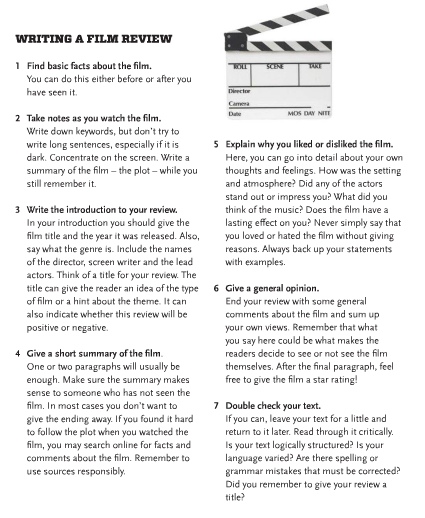 WRITING A FILM REVIEW
1 Find basic facts about the film.
You can do this either before or after you
have seen it.
2 Take notes as you watch the film.
Write down keywords, but don't try to
write long sentences, especially if it is
dark. Concentrate on the screen. Write a
summary of the film – the plot – while you
still remember it.
3 Write the introduction to your review.
In your introduction you should give the
film title and the year it was released. Also,
say what the genre is. Include the names
of the director, screen writer and the lead
actors. Think of a title for your review. The
title can give the reader an idea of the type
of film or a hint about the theme. It can
also indicate whether this review will be
positive or negative.
4 Give a short summary of the film.
One or two paragraphs will usually be
enough. Make sure the summary makes
sense to someone who has not seen the
film. In most cases you don't want to
give the ending away. If you found it hard
to follow the plot when you watched the
film, you may search online for facts and
comments about the film. Remember to
use sources responsibly.
ROLL SCENE TAKE
Director
Camera
Date MOS DAY NITE
5 Explain why you liked or disliked the film.
Here, you can go into detail about your own
thoughts and feelings. How was the setting
and atmosphere? Did any of the actors
stand out or impress you? What did you
think of the music? Does the film have a
lasting effect on you? Never simply say that
you loved or hated the film without giving
reasons. Always back up your statements
with examples.
6 Give a general opinion.
End your review with some general
comments about the film and sum up
your own views. Remember that what
you say here could be what makes the
readers decide to see or not see the film
themselves. After the final paragraph, feel
free to give the film a star rating!
7 Double check your text.
If you can, leave your text for a little and
return to it later. Read through it critically.
Is your text logically structured? Is your
language varied? Are there spelling or
grammar mistakes that must be corrected?
Did you remember to give your review a
title?